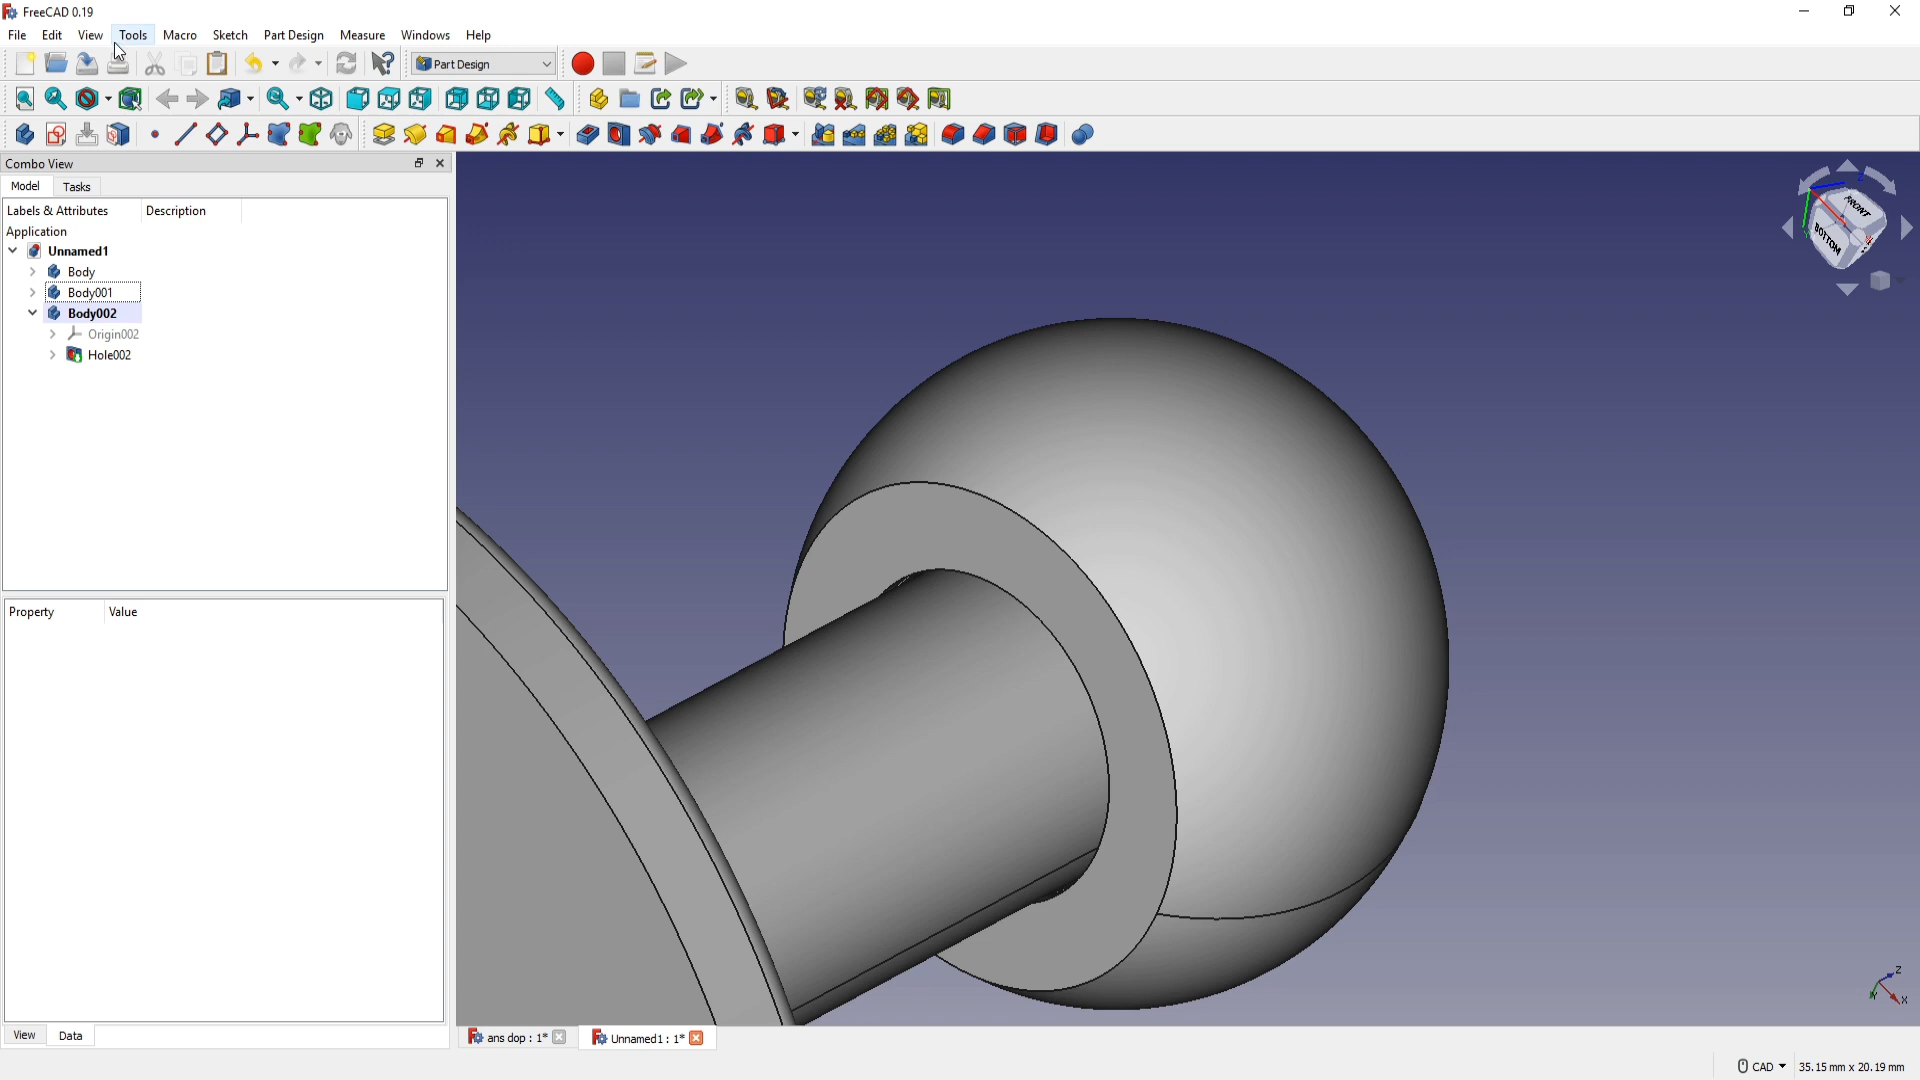 FreeCAD 0.19
File Edit View Tools Macro Sketch Part Design Measure Windows Help
Part Design
Combo View
Model Tasks
Labels & Attributes Description
Application
Unnamed1
Body
Body001
Body002
Origin002
Hole002
Property Value
View Data
FRONT
BOTTOM
Z
Y
X
ans dop : 1*
Unnamed1 : 1*
CAD 35.15 mm x 20.19 mm